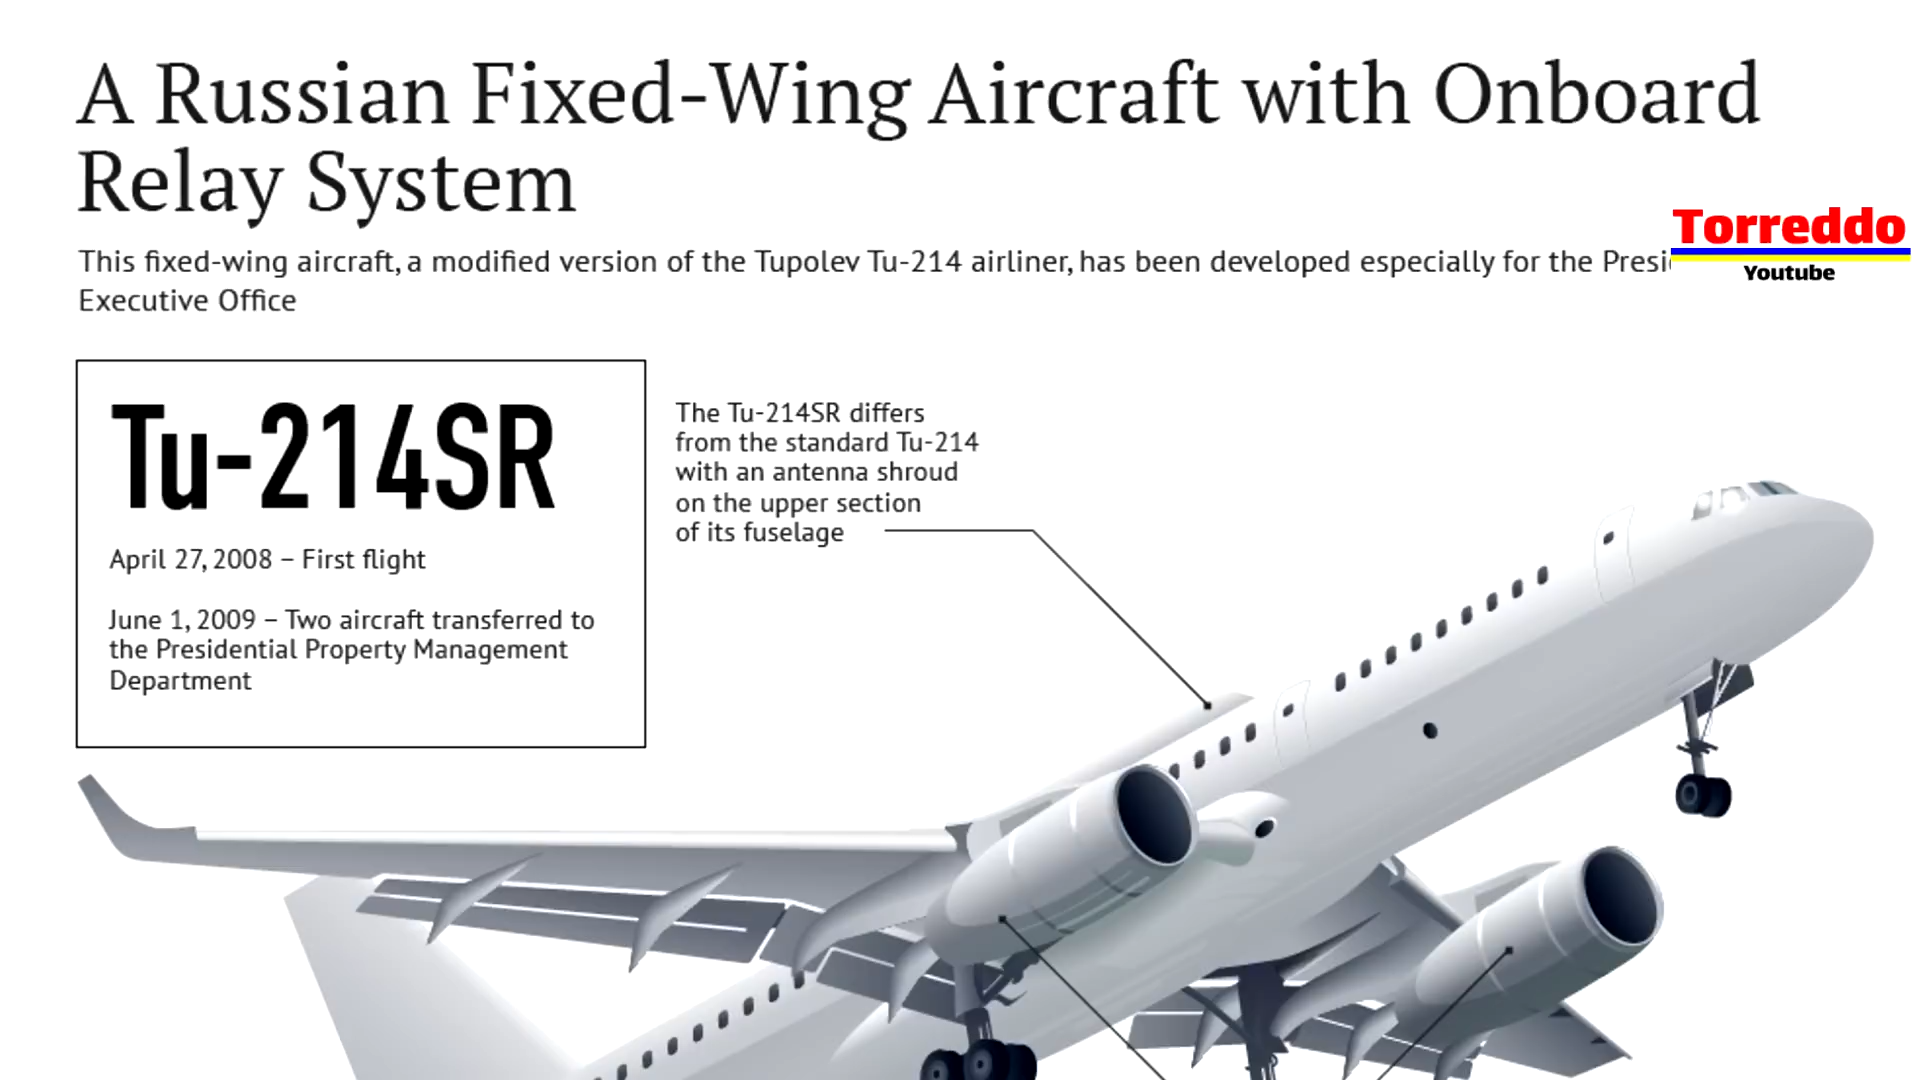 A Russian Fixed-Wing Aircraft with Onboard
Relay System
Torreddo
Youtube
This fixed-wing aircraft, a modified version of the Tupolev Tu-214 airliner, has been developed especially for the
Executive Office
Tu-214SR
April 27, 2008 – First flight
June 1, 2009 – Two aircraft transferred to
the Presidential Property Management
Department
The Tu-214SR differs
from the standard Tu-214
with an antenna shroud
on the upper section
of its fuselage